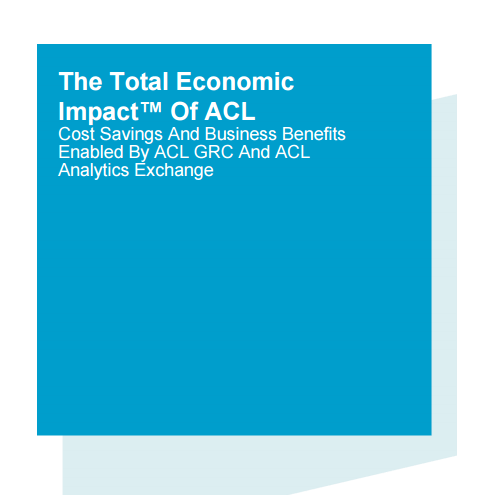 The Total Economic
Impact™ Of ACL
Cost Savings And Business Benefits
Enabled By ACL GRC And ACL
Analytics Exchange